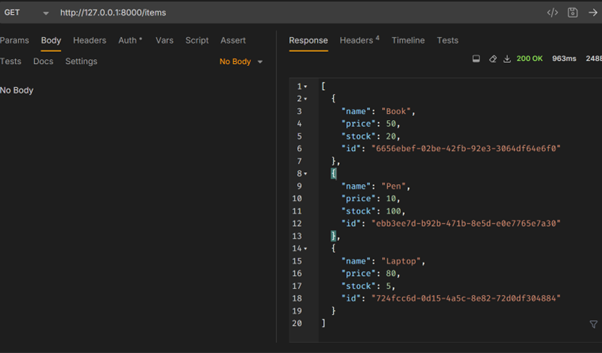 GET http://127.0.0.1:8000/items
Params Body Headers Auth * Vars Script Assert
Tests Docs Settings No Body
No Body
Response Headers 4 Timeline Tests
200 OK 963ms 248
1 [
2 {
3 "name": "Book",
4 "price": 50,
5 "stock": 20,
6 "id": "6656ebef-02be-42fb-92e3-3064df64e6f0"
7 },
8 {
9 "name": "Pen",
10 "price": 10,
11 "stock": 100,
12 "id": "ebb3ee7d-b92b-471b-8e5d-e0e7765e7a30"
13 },
14 {
15 "name": "Laptop",
16 "price": 80,
17 "stock": 5,
18 "id": "724fcc6d-0d15-4a5c-8e82-72d0df304884"
19 }
20 ]